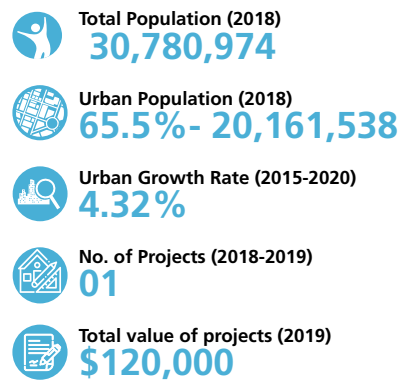 Total Population (2018)
30,780,974
Urban Population (2018)
65.5%- 20,161,538
Urban Growth Rate (2015-2020)
4.32%
No. of Projects (2018-2019)
01
Total value of projects (2019)
$120,000